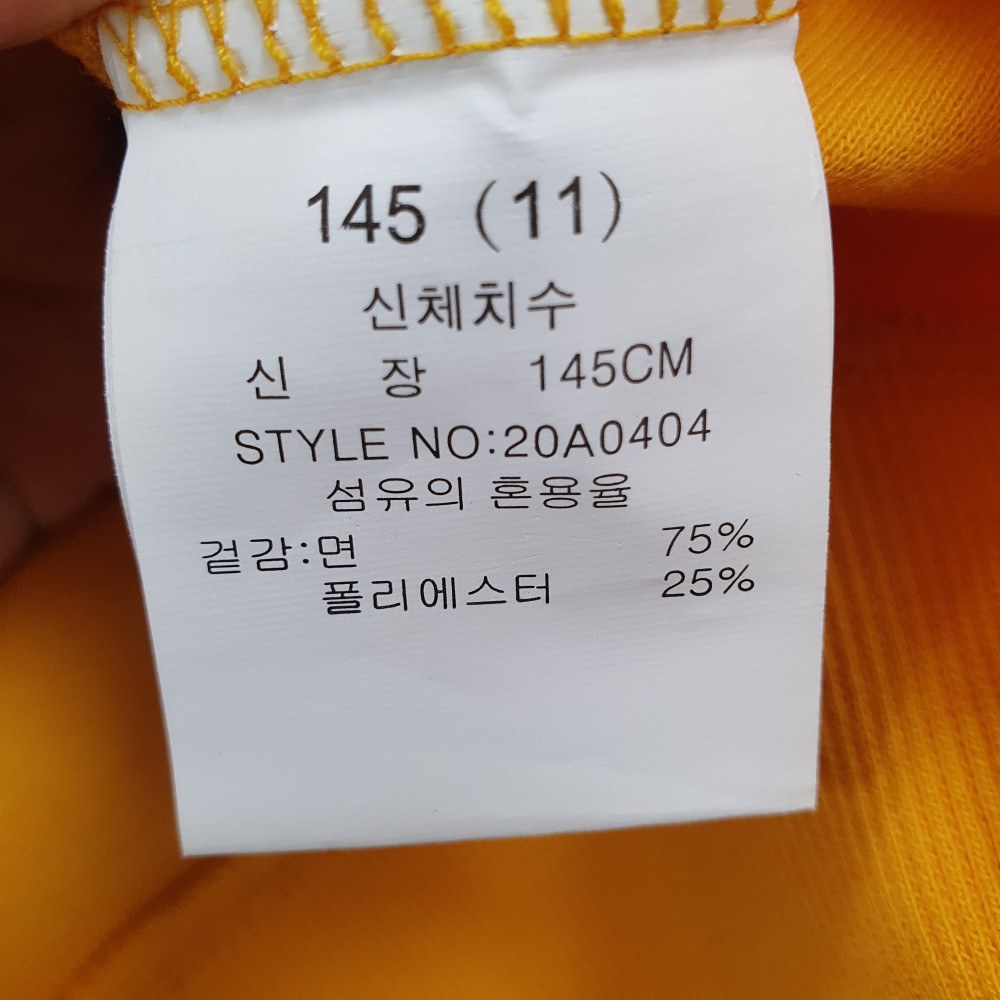 145 (11)
신체치수
신 장 145CM
STYLE NO:20A0404
섬유의 혼용율
겉감:면 75%
폴리에스터 25%